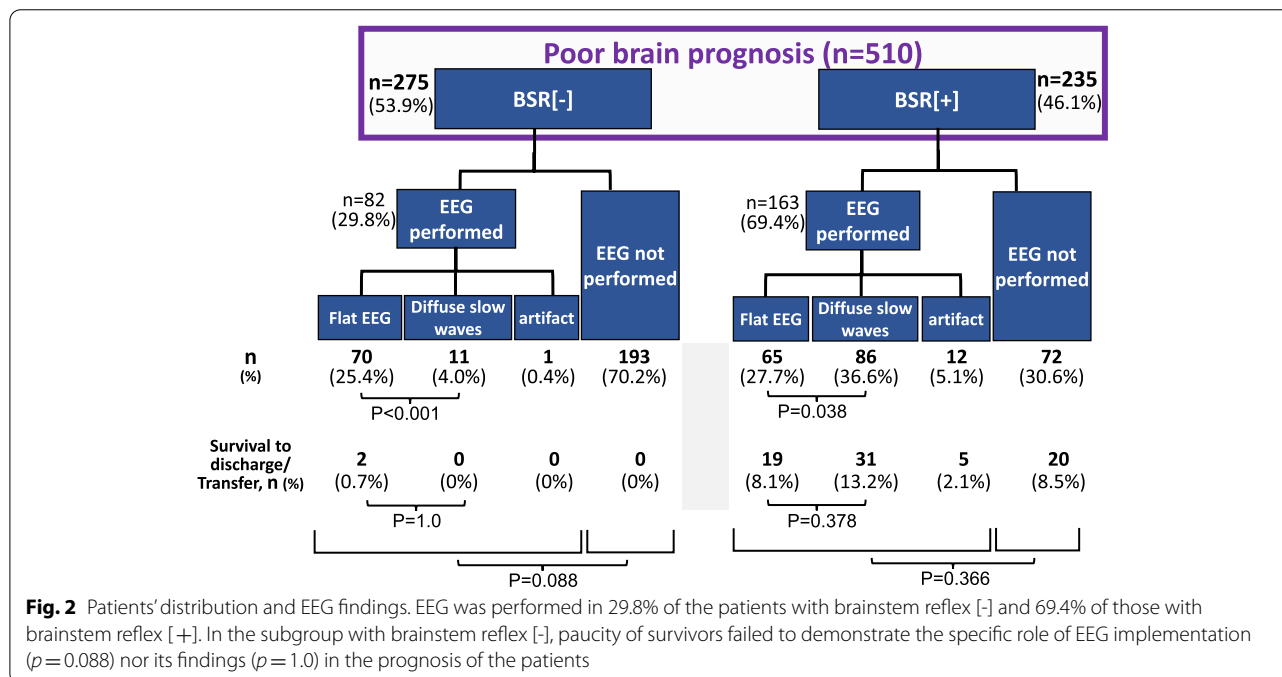 Poor brain prognosis (n=510)
n=275
(53.9%)
BSR[-]
BSR[+]
n=235
(46.1%)
n=82
(29.8%)
EEG
performed
EEG not
performed
n=163
(69.4%)
EEG
performed
EEG not
performed
Flat EEG
Diffuse slow
waves
artifact
Flat EEG
Diffuse slow
waves
artifact
n 70 11 1 193 65 86 12 72
(%) (25.4%) (4.0%) (0.4%) (70.2%) (27.7%) (36.6%) (5.1%) (30.6%)
P<0.001 P=0.038
Survival to
discharge/ 2 0 0 0 19 31 5 20
Transfer, n (%) (0.7%) (0%) (0%) (0%) (8.1%) (13.2%) (2.1%) (8.5%)
P=1.0 P=0.378
P=0.088 P=0.366
Fig. 2 Patients' distribution and EEG findings. EEG was performed in 29.8% of the patients with brainstem reflex [-] and 69.4% of those with
brainstem reflex [+]. In the subgroup with brainstem reflex [-], paucity of survivors failed to demonstrate the specific role of EEG implementation
(p=0.088) nor its findings (p=1.0) in the prognosis of the patients